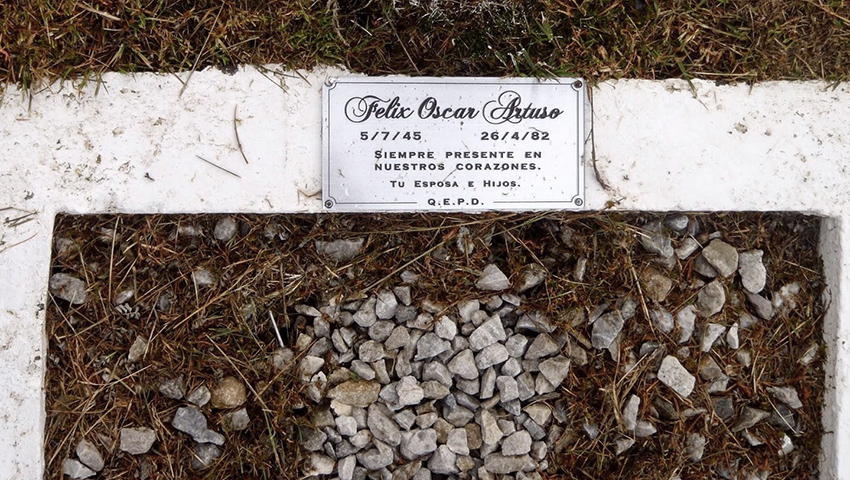 Felix Oscar Artuso
5/7/45 26/4/82
SIEMPRE PRESENTE EN
NUESTROS CORAZONES.
TU ESPOSA E HIJOS.
Q.E.P.D.